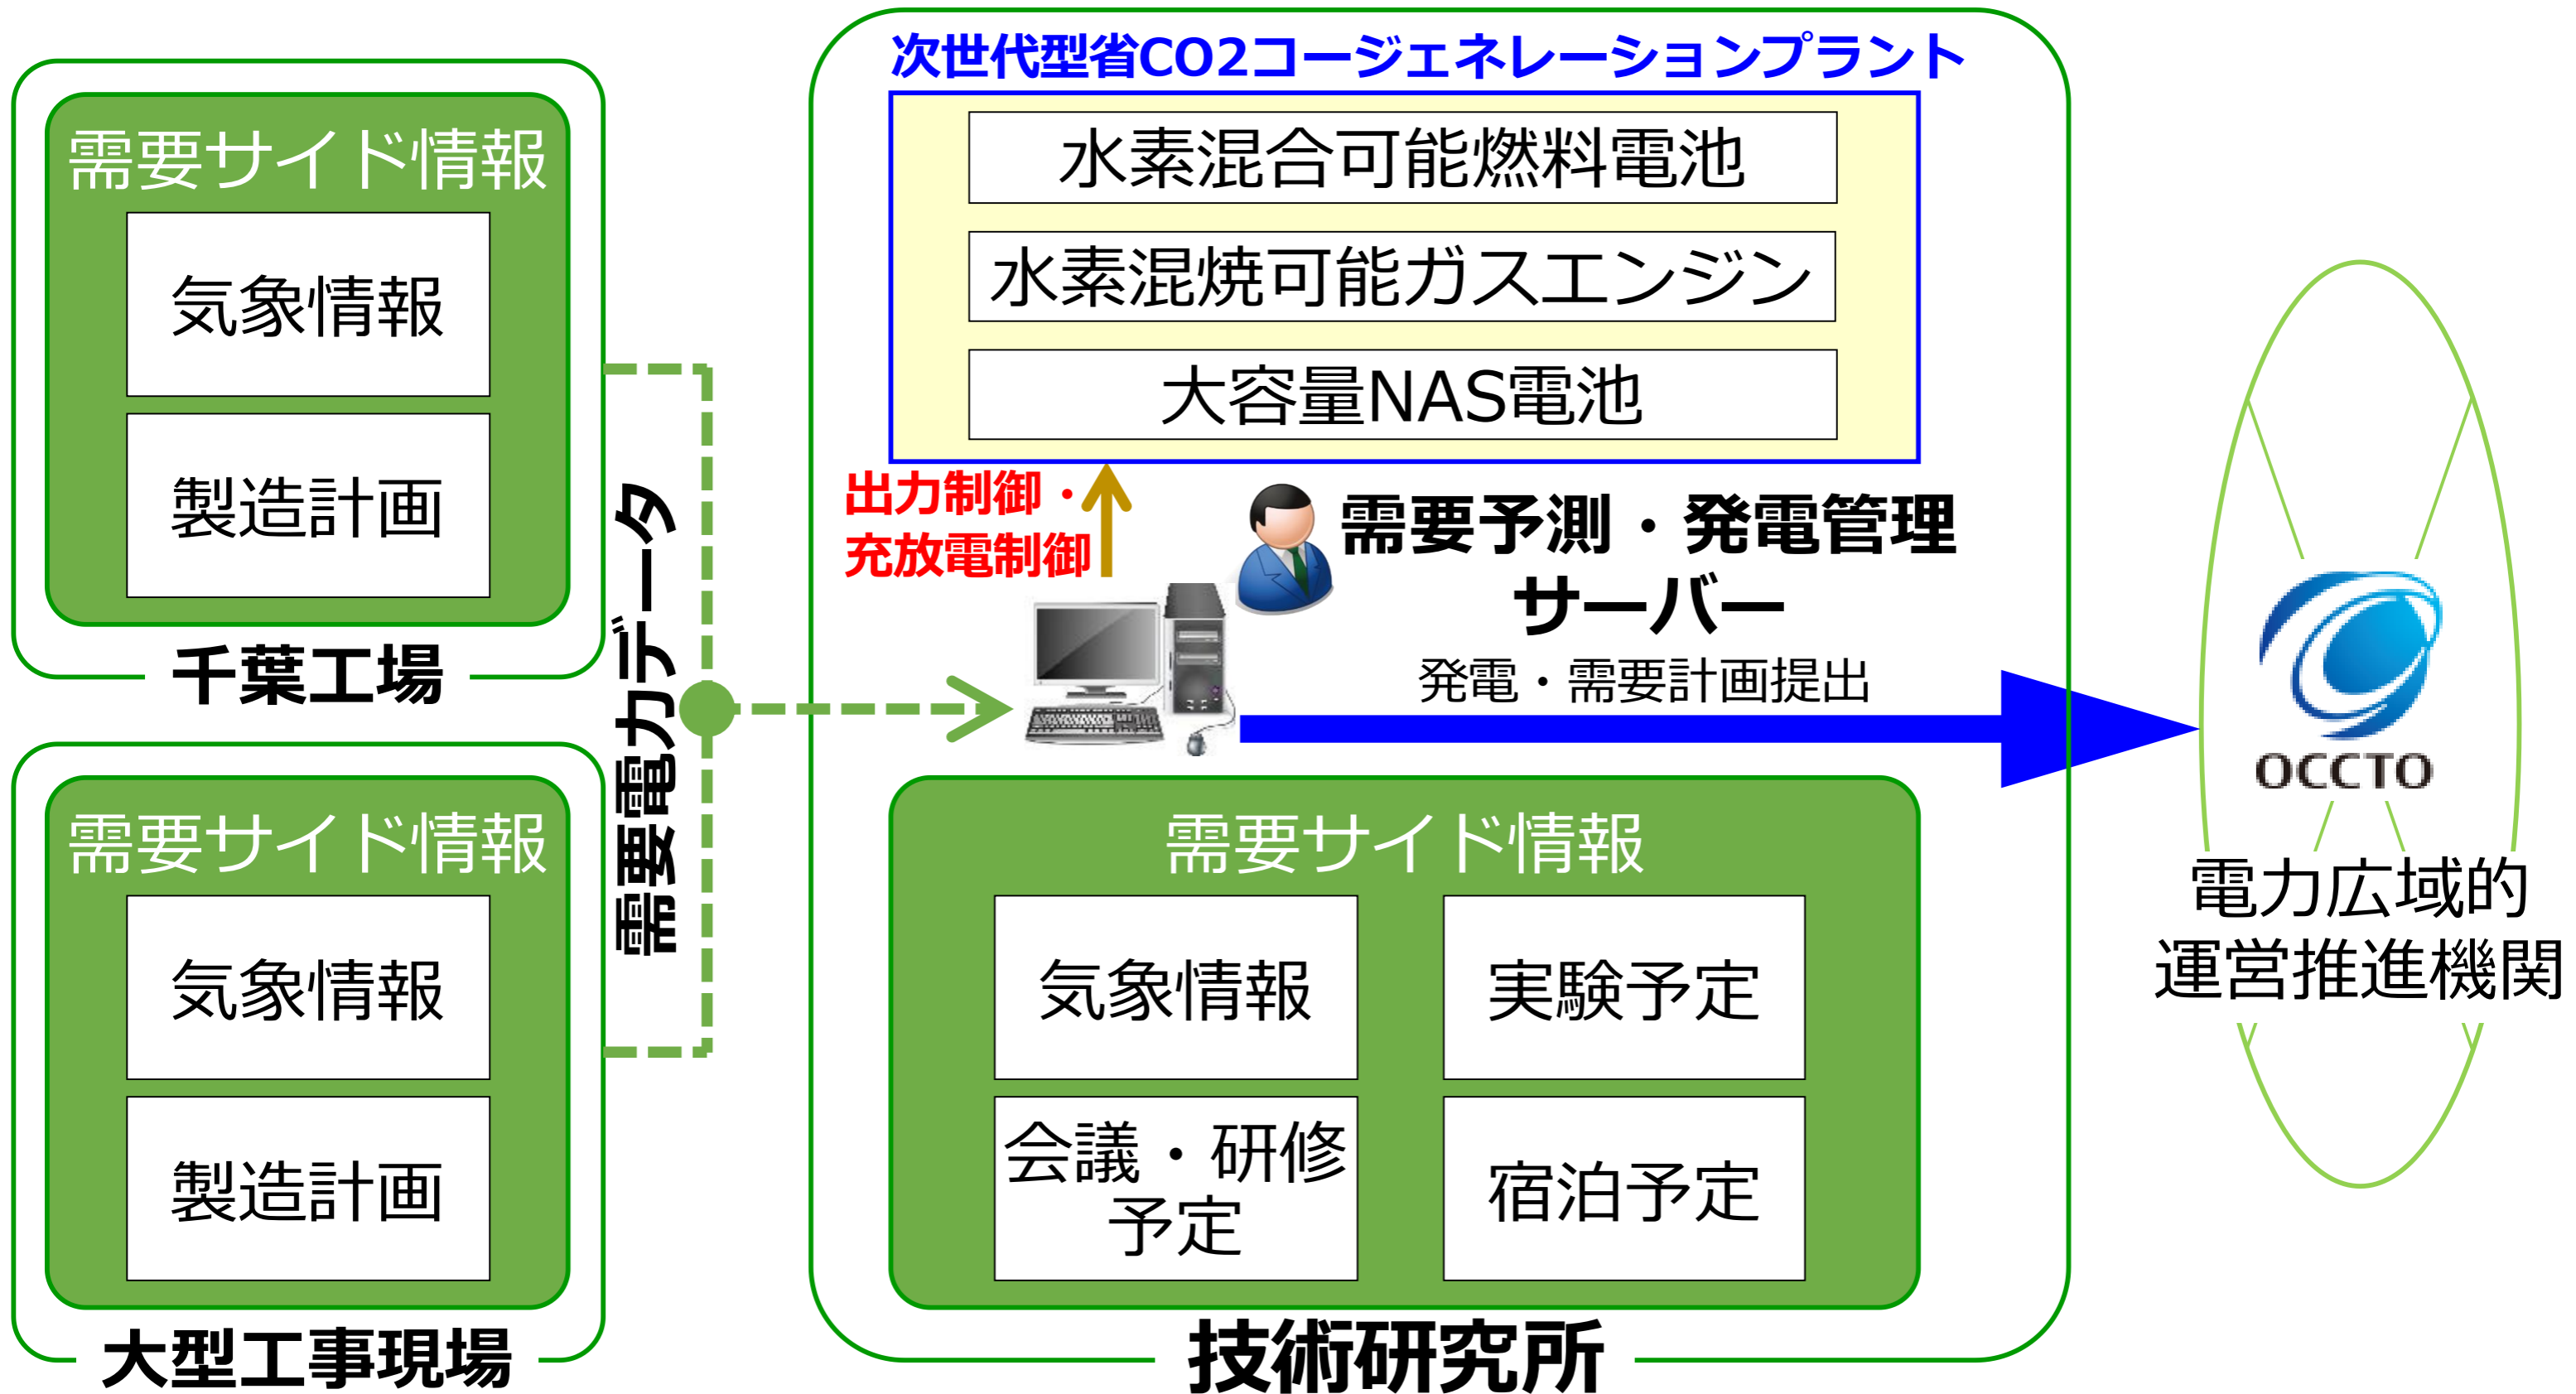 需要サイド情報
気象情報
製造計画
千葉工場
需要サイド情報
気象情報
製造計画
大型工事現場
需要電力データ
次世代型省CO2コージェネレーションプラント
水素混合可能燃料電池
水素混焼可能ガスエンジン
大容量NAS電池
出力制御・
充放電制御
需要予測・発電管理
サーバー
発電・需要計画提出
需要サイド情報
気象情報
実験予定
会議・研修
予定
宿泊予定
技術研究所
OCCTO
電力広域的
運営推進機関